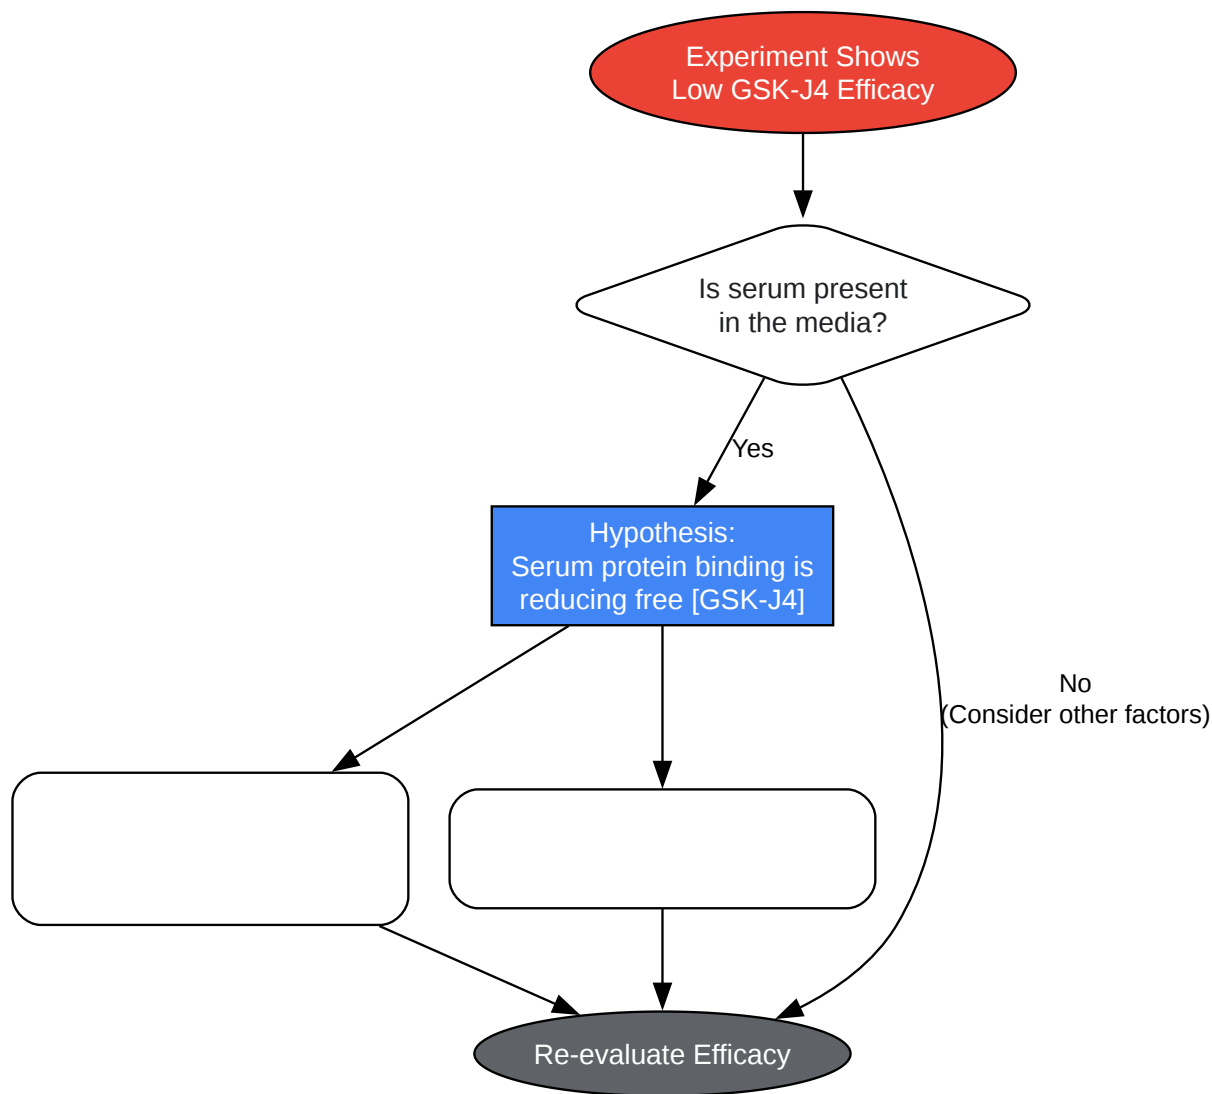 Experiment Shows
Low GSK-J4 Efficacy
Is serum present
in the media?
Yes
Hypothesis:
Serum protein binding is
reducing free [GSK-J4]
No
(Consider other factors)
Re-evaluate Efficacy